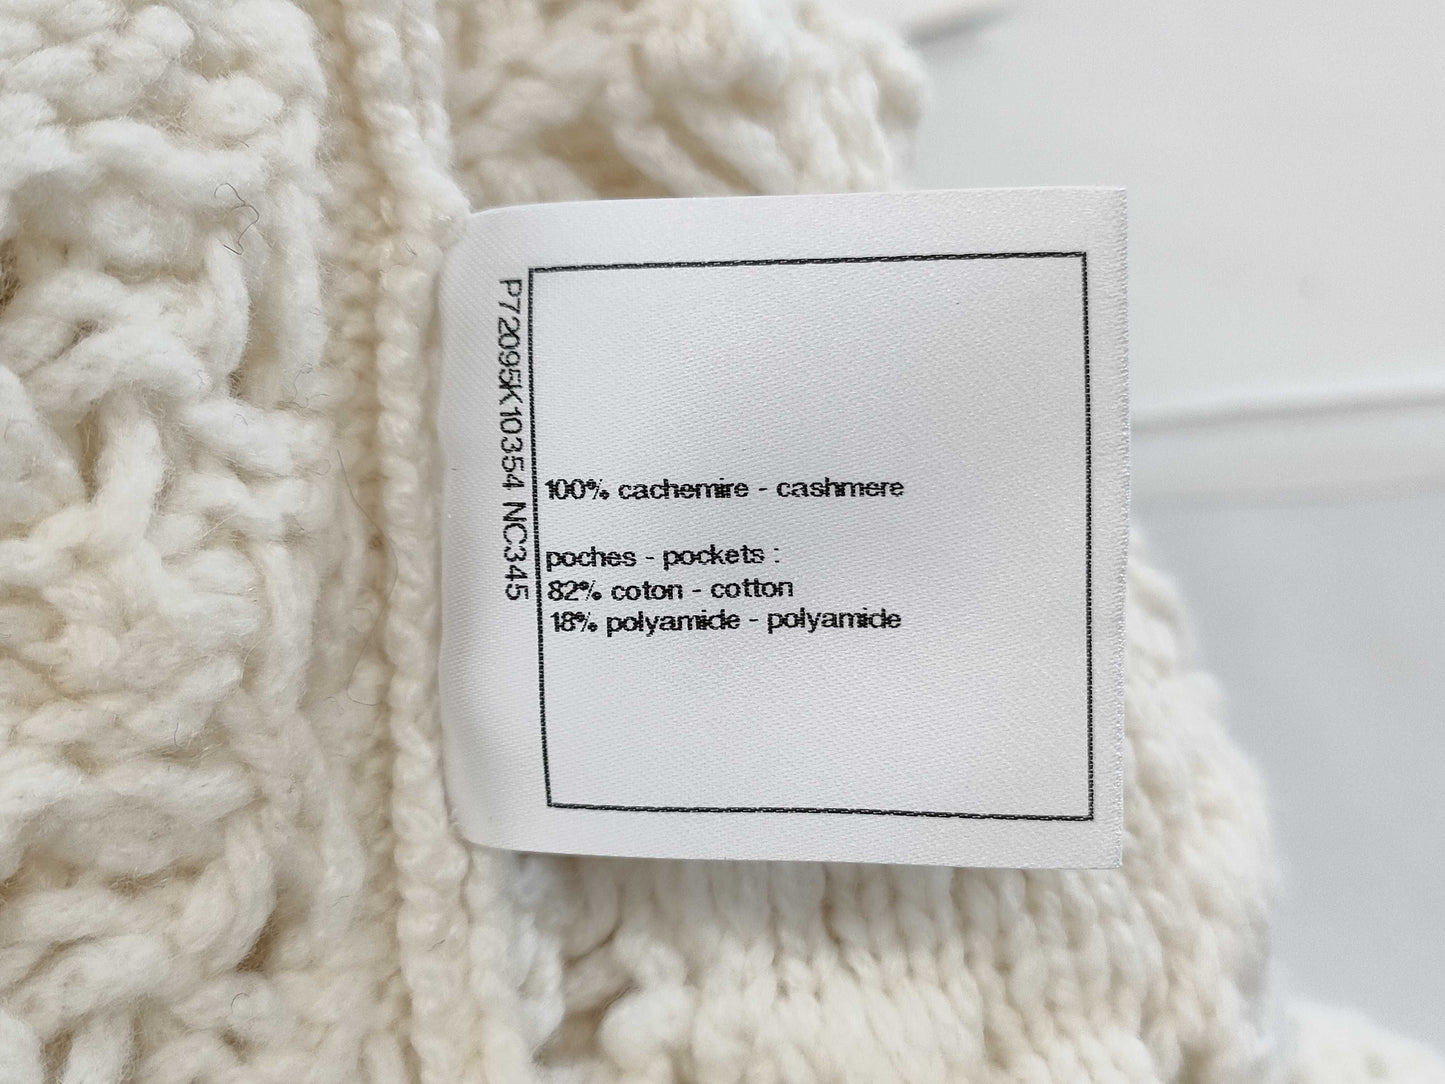 P72095K10354 NC345
100% cachemire - cashmere
poches - pockets :
82% coton - cotton
18% polyamide - polyamide